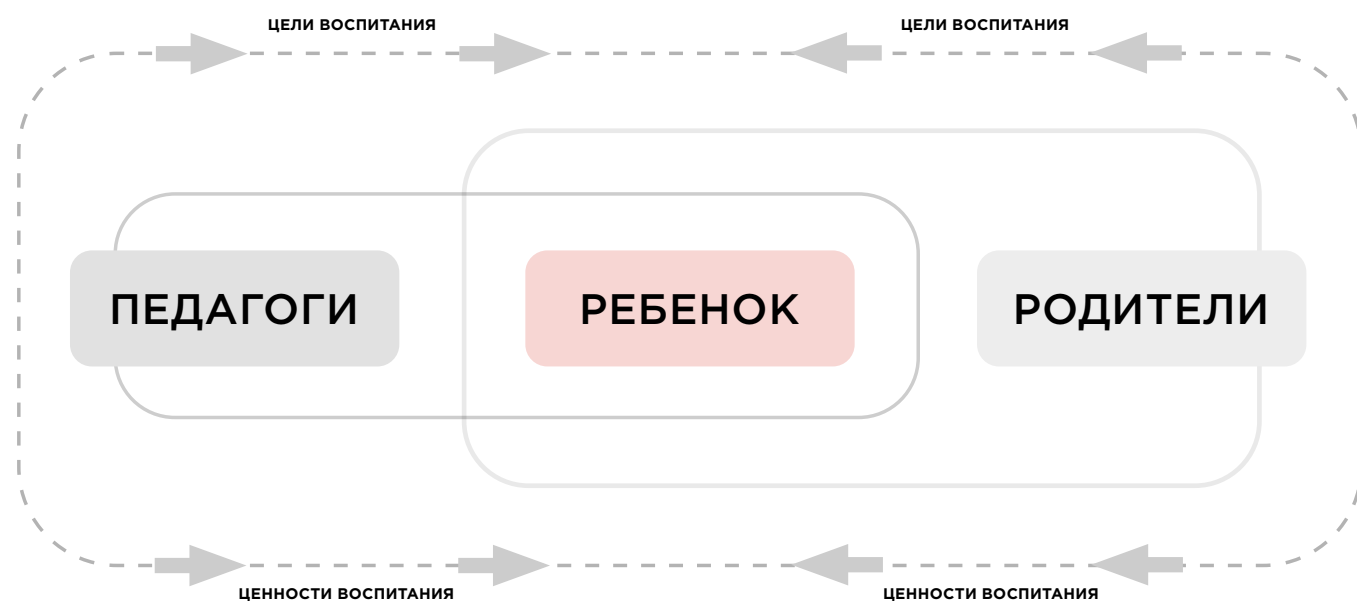 ЦЕЛИ ВОСПИТАНИЯ
ЦЕЛИ ВОСПИТАНИЯ
ПЕДАГОГИ
РЕБЕНОК
РОДИТЕЛИ
ЦЕННОСТИ ВОСПИТАНИЯ
ЦЕННОСТИ ВОСПИТАНИЯ